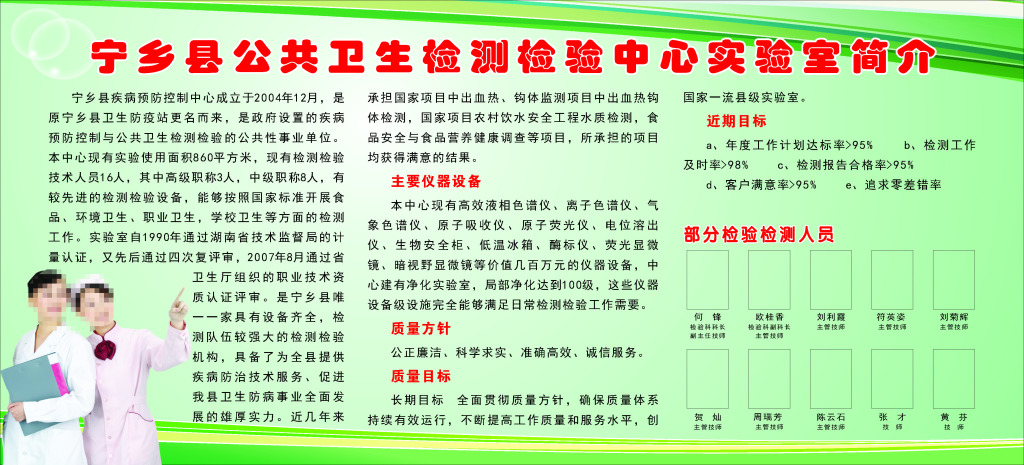 宁乡县公共卫生检测检验中心实验室简介
宁乡县疾病预防控制中心成立于2004年12月，是
原宁乡县卫生防疫站更名而来，是政府设置的疾病
预防控制与公共卫生检测检验的公共性事业单位。
本中心现有实验使用面积860平方米，现有检测检验
技术人员16人，其中高级职称3人，中级职称8人，有
较先进的检测检验设备，能够按照国家标准开展食
品、环境卫生、职业卫生，学校卫生等方面的检测
工作。实验室自1990年通过湖南省技术监督局的计
量认证，又先后通过四次复评审，2007年8月通过省
卫生厅组织的职业技术资
质认证评审。是宁乡县唯
一一家具有设备齐全，检
测队伍较强大的检测检验
机构，具备了为全县提供
疾病防治技术服务、促进
我县卫生防病事业全面发
展的雄厚实力。近几年来
承担国家项目中出血热、钩体监测项目中出血热钩
体检测，国家项目农村饮水安全工程水质检测，食
品安全与食品营养健康调查等项目，所承担的项目
均获得满意的结果。
主要仪器设备
本中心现有高效液相色谱仪、离子色谱仪、气
象色谱仪、原子吸收仪、原子荧光仪、电位溶出
仪、生物安全柜、低温冰箱、酶标仪、荧光显微
镜、暗视野显微镜等价值几百万元的仪器设备，中
心建有净化实验室，局部净化达到100级，这些仪器
设备级设施完全能够满足日常检测检验工作需要。
质量方针
公正廉洁、科学求实、准确高效、诚信服务。
质量目标
长期目标 全面贯彻质量方针，确保质量体系
持续有效运行，不断提高工作质量和服务水平，创
国家一流县级实验室。
近期目标
a、年度工作计划达标率>95% b、检测工作
及时率>98% c、检测报告合格率>95%
d、客户满意率>95% e、追求零差错率
部分检验检测人员
何 锋 欧桂香 刘利霞 符英姿 刘菊辉
检验科科长 检验科副科长 主管技师 主管技师 主管技师
副主任技师 主管技师
贺 灿 周瑞芳 陈云石 张 才 黄 芬
主管技师 主管技师 主管技师 技 师 技 师